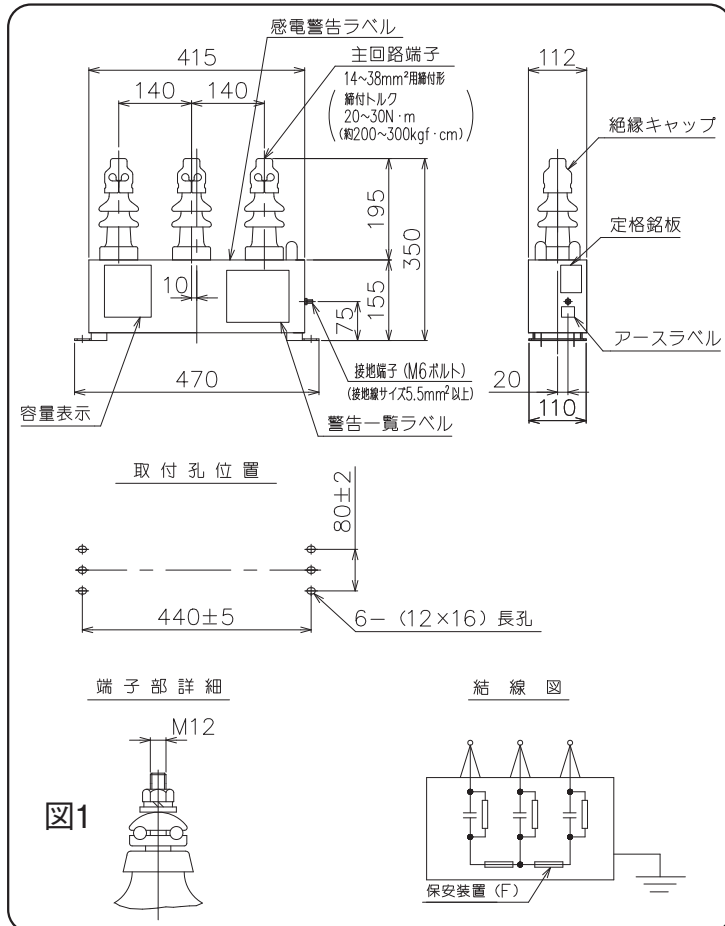 感電警告ラベル
415
主回路端子
14~38mm²用締付形
締付トルク
20~30N・m
(約200~300kgf・cm)
140
140
112
絶縁キャップ
195
350
定格銘板
10
155
75
接地端子(M6ボルト)
(接地線サイズ5.5mm²以上)
アースラベル
20
470
110
容量表示
警告一覧ラベル
取付孔位置
80±2
440±5
6-(12×16)長孔
端子部詳細
結線図
M12
図1
保安装置(F)